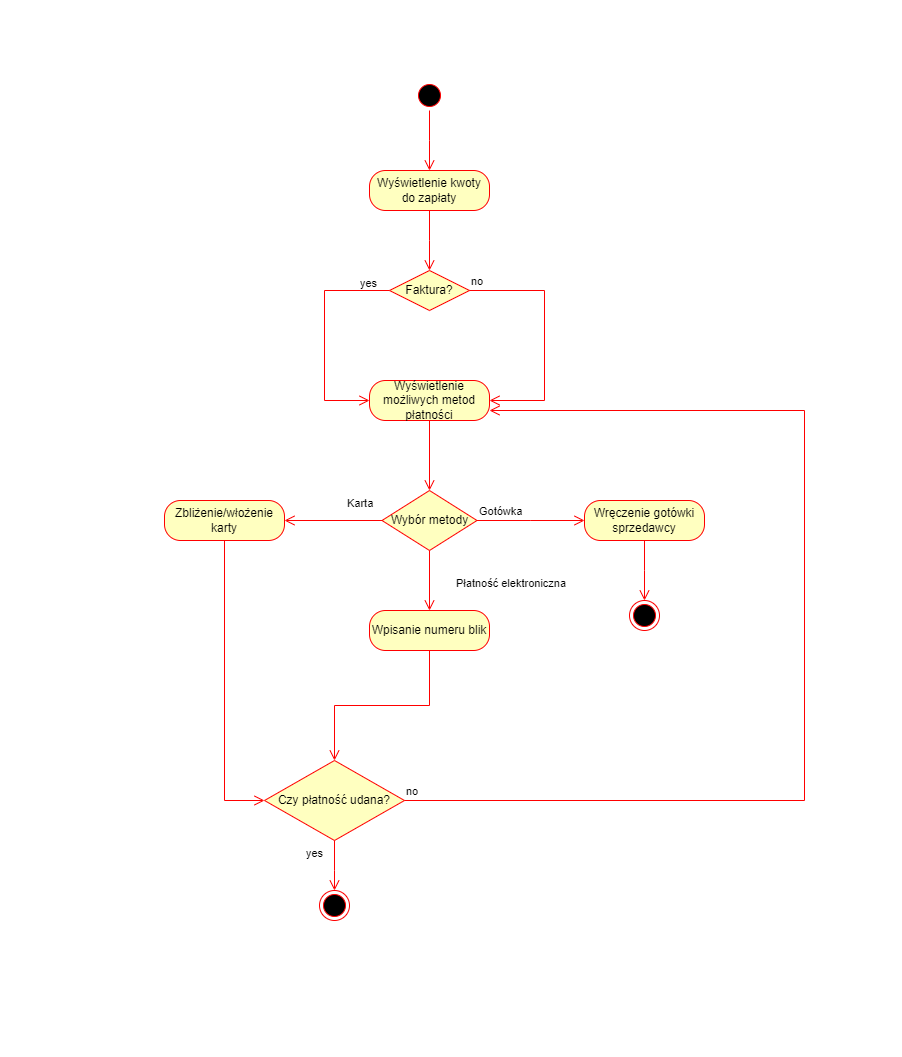 Wyświetlenie kwoty
do zapłaty
yes
Faktura?
no
Wyświetlenie
możliwych metod
płatności
Karta
Wybór metody
Gotówka
Zbliżenie/włożenie
karty
Wręczenie gotówki
sprzedawcy
Płatność elektroniczna
Wpisanie numeru blik
Czy płatność udana?
no
yes